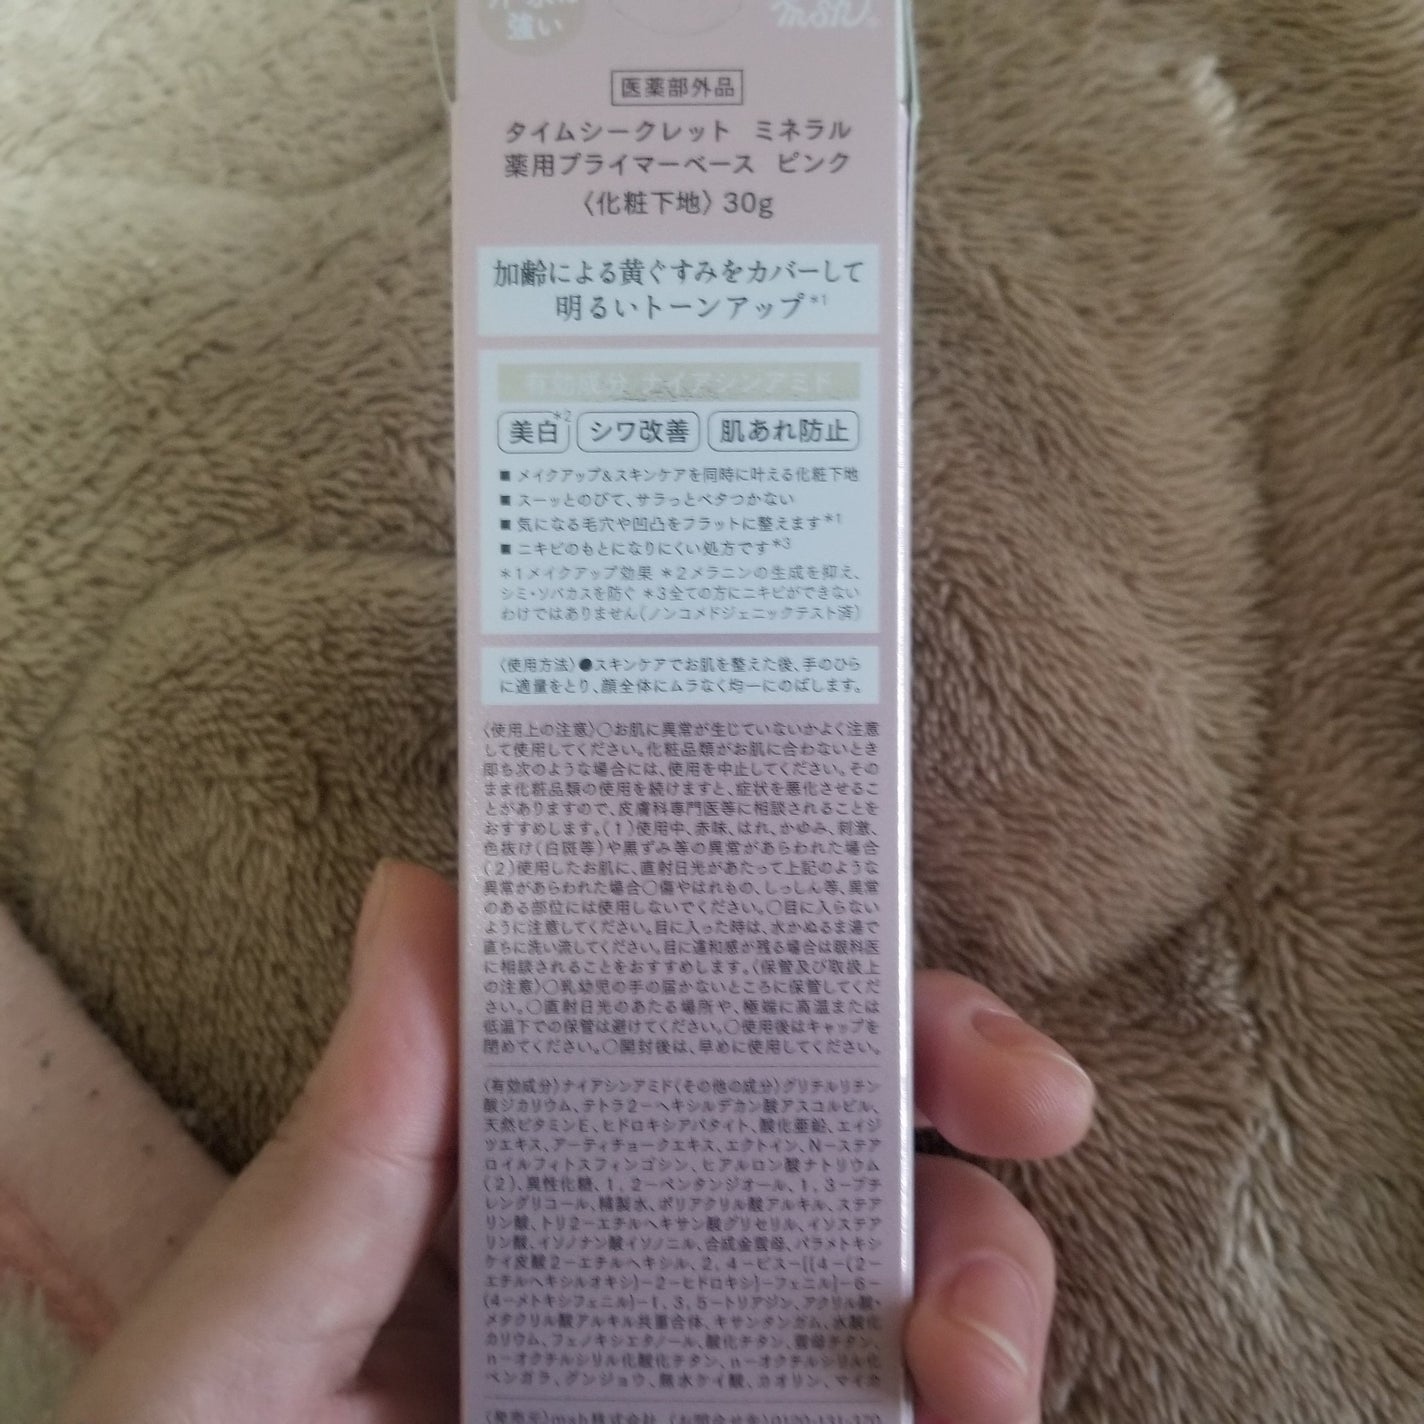 強い
msh
医薬部外品
タイムシークレット ミネラル
薬用プライマーベース ピンク
〈化粧下地〉30g
加齢による黄ぐすみをカバーして
明るいトーンアップ*1
有効成分 ナイアシンアミド
美白*2 シワ改善 肌あれ防止
■ メイクアップ&スキンケアを同時に叶える化粧下地
■ スーッとのびて、サラっとベタつかない
■ 気になる毛穴や凹凸をフラットに整えます*1
■ ニキビのもとになりにくい処方です*3
*1メイクアップ効果 *2メラニンの生成を抑え、
シミ・ソバカスを防ぐ *3全ての方にニキビができない
わけではありません(ノンコメドジェニックテスト済)
〈使用方法〉●スキンケアでお肌を整えた後、手のひら
に適量をとり、顔全体にムラなく均一にのばします。
〈使用上の注意〉○お肌に異常が生じていないかよく注意
して使用してください。化粧品類がお肌に合わないとき
即ち次のような場合には、使用を中止してください。その
まま化粧品類の使用を続けますと、症状を悪化させるこ
とがありますので、皮膚科専門医等に相談されることを
おすすめします。(1)使用中、赤味、はれ、かゆみ、刺激、
色抜け(白斑等)や黒ずみ等の異常があらわれた場合
(2)使用したお肌に、直射日光があたって上記のような
異常があらわれた場合○傷やはれもの、しっしん等、異常
のある部位には使用しないでください。○目に入らない
ように注意してください。目に入った時は、水かぬるま湯で
直ちに洗い流してください。目に違和感が残る場合は眼科医
に相談されることをおすすめします。〈保管及び取扱上
の注意〉○乳幼児の手の届かないところに保管してくだ
さい。○直射日光のあたる場所や、極端に高温または
低温下での保管は避けてください。○使用後はキャップを
閉めてください。○開封後は、早めに使用してください。
〈有効成分〉ナイアシンアミド〈その他の成分〉グリチルリチン
酸ジカリウム、テトラ2-ヘキシルデカン酸アスコルビル、
天然ビタミンE、ヒドロキシアパタイト、酸化亜鉛、エイジ
ツエキス、アーティチョークエキス、エクトイン、N-ステア
ロイルフィトスフィンゴシン、ヒアルロン酸ナトリウム
(2)、異性化糖、1,2-ペンタンジオール、1,3-ブチ
レングリコール、精製水、ポリアクリル酸アルキル、ステア
リン酸、トリ2-エチルヘキサン酸グリセリル、イソステア
リン酸、イソノナン酸イソノニル、合成金雲母、パラメトキシ
ケイ皮酸2-エチルヘキシル、2,4-ビス-[[4-(2-
エチルヘキシルオキシ)-2-ヒドロキシ]-フェニル]-6-
(4-メトキシフェニル)-1,3,5-トリアジン、アクリル酸・
メタクリル酸アルキル共重合体、キサンタンガム、水酸化
カリウム、フェノキシエタノール、酸化チタン、雲母チタン、
n-オクチルシリル化酸化チタン、n-オクチルシリル化
ベンガラ、グンジョウ、無水ケイ酸、カオリン、マイカ
〈発売元〉msh株式会社 〈お問合せ先〉0120-131-370